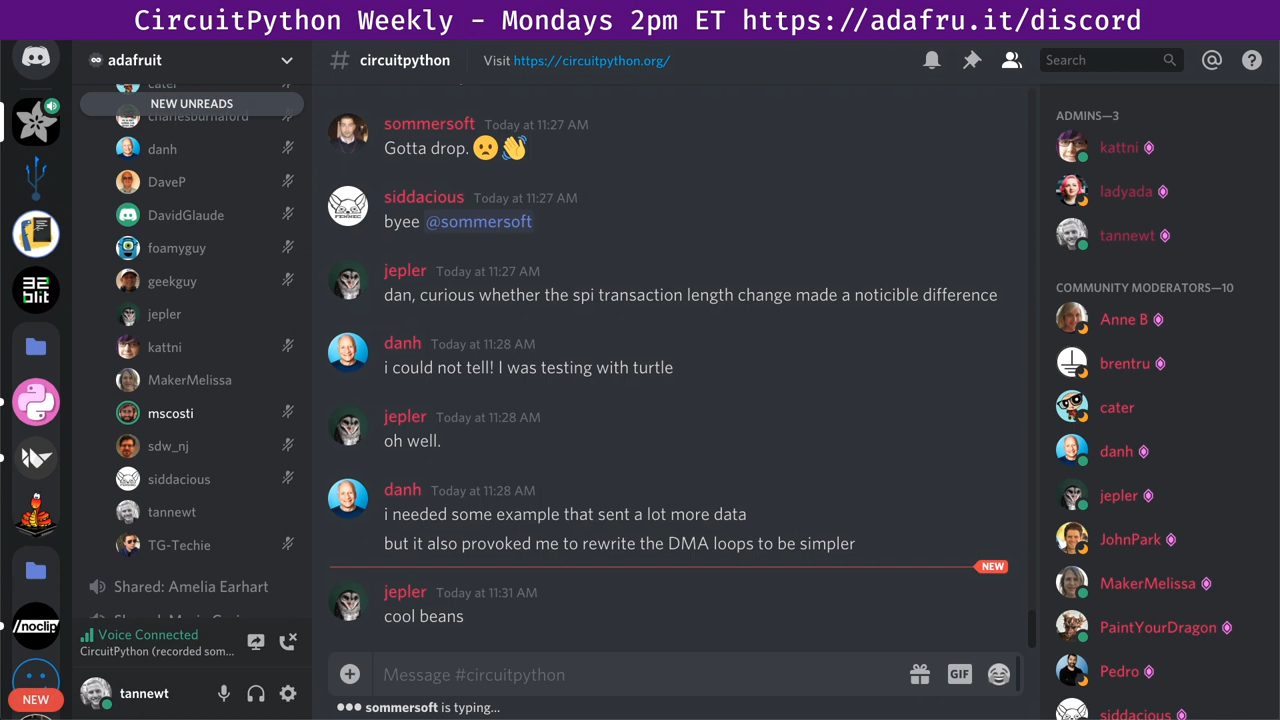 CircuitPython Weekly - Mondays 2pm ET https://adafru.it/discord
adafruit
cater
NEW UNREADS
charlesburnaford
danh
DaveP
DavidGlaude
foamyguy
geekguy
jepler
kattni
MakerMelissa
mscosti
sdw_nj
siddacious
tannewt
TG-Techie
Shared: Amelia Earhart
Voice Connected
CircuitPython (recorded som...
tannewt
32
blit
/noclip
NEW
# circuitpython
Visit https://circuitpython.org/
Search
sommersoft Today at 11:27 AM
Gotta drop. 🙁👋
siddacious Today at 11:27 AM
byee @sommersoft
jepler Today at 11:27 AM
dan, curious whether the spi transaction length change made a noticible difference
danh Today at 11:28 AM
i could not tell! I was testing with turtle
jepler Today at 11:28 AM
oh well.
danh Today at 11:28 AM
i needed some example that sent a lot more data
but it also provoked me to rewrite the DMA loops to be simpler
NEW
jepler Today at 11:31 AM
cool beans
Message #circuitpython
GIF
sommersoft is typing...
ADMINS—3
kattni
ladyada
tannewt
COMMUNITY MODERATORS—10
Anne B
brentru
cater
danh
jepler
JohnPark
MakerMelissa
PaintYourDragon
Pedro
siddacious